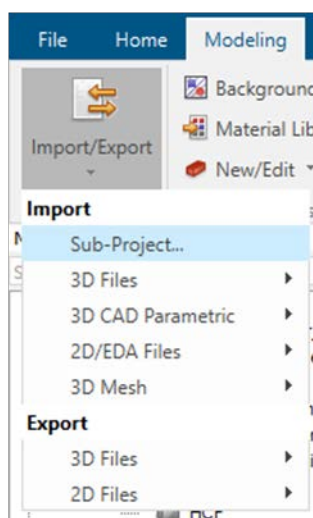 File Home Modeling
Import/Export
Background
Material Lib
New/Edit
Import
Sub-Project...
3D Files
3D CAD Parametric
2D/EDA Files
3D Mesh
Export
3D Files
2D Files